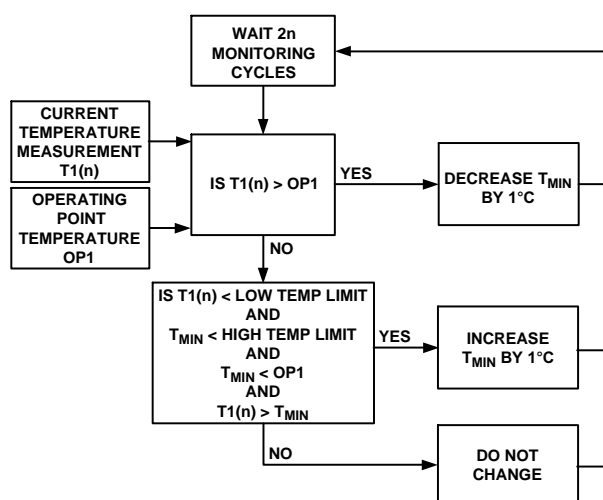 WAIT 2n
MONITORING
CYCLES
CURRENT
TEMPERATURE
MEASUREMENT
T1(n)
OPERATING
POINT
TEMPERATURE
OP1
IS T1(n) > OP1
YES
DECREASE TMIN
BY 1°C
NO
IS T1(n) < LOW TEMP LIMIT
AND
TMIN < HIGH TEMP LIMIT
AND
TMIN < OP1
AND
T1(n) > TMIN
YES
INCREASE
TMIN BY 1°C
NO
DO NOT
CHANGE